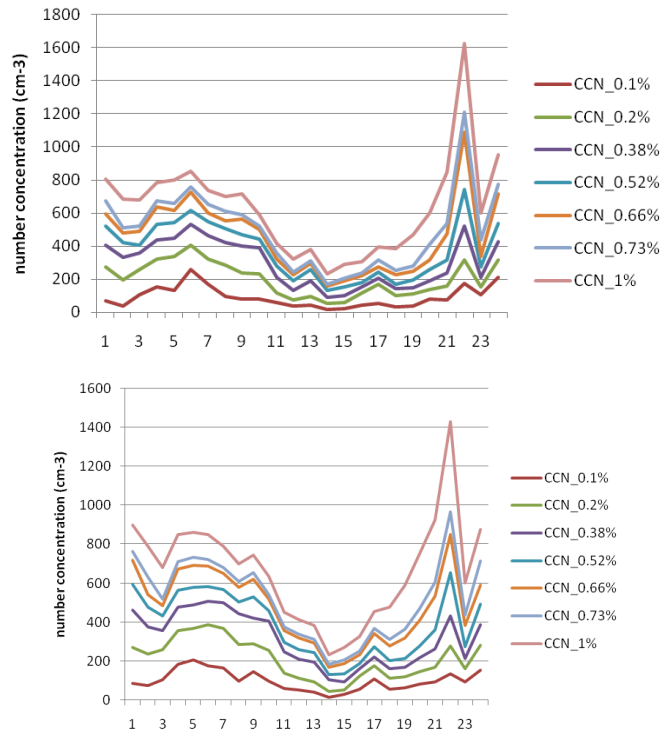 number concentration (cm-3)
1800
1600
1400
1200
1000
800
600
400
200
0
1 3 5 7 9 11 13 15 17 19 21 23
CCN_0.1%
CCN_0.2%
CCN_0.38%
CCN_0.52%
CCN_0.66%
CCN_0.73%
CCN_1%
number concentration (cm-3)
1600
1400
1200
1000
800
600
400
200
0
1 3 5 7 9 11 13 15 17 19 21 23
CCN_0.1%
CCN_0.2%
CCN_0.38%
CCN_0.52%
CCN_0.66%
CCN_0.73%
CCN_1%